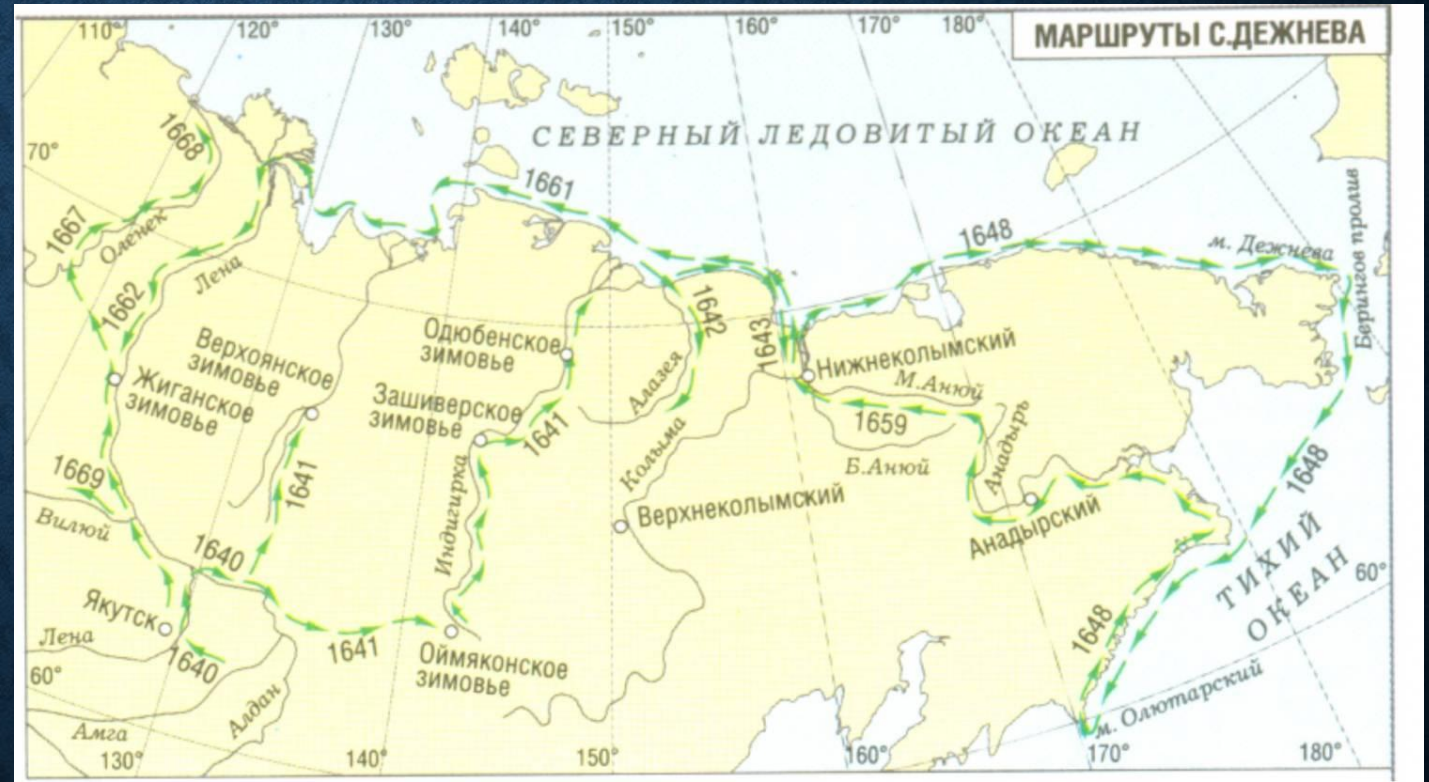 110°
120°
130°
140°
150°
160°
170°
180°
МАРШРУТЫ С.ДЕЖНЕВА
СЕВЕРНЫЙ ЛЕДОВИТЫЙ ОКЕАН
70°
1668
1661
1667
Оленек
1648
м. Дежнева
Берингов пролив
Лена
1662
1642
1643
Верхоянское
зимовье
Одюбенское
зимовье
Нижнеколымский
Жиганское
зимовье
Зашиверское
зимовье
Алазея
М.Анюй
1659
1641
Колыма
Б.Анюй
Анадырь
1669
1641
Индигирка
Верхнеколымский
Анадырский
1648
Вилюй
1640
ТИХИЙ
ОКЕАН
60°
Якутск
Лена
1640
1641
Оймяконское
зимовье
1648
60°
Алдан
м. Олютарский
Амга
130°
140°
150°
160°
170°
180°